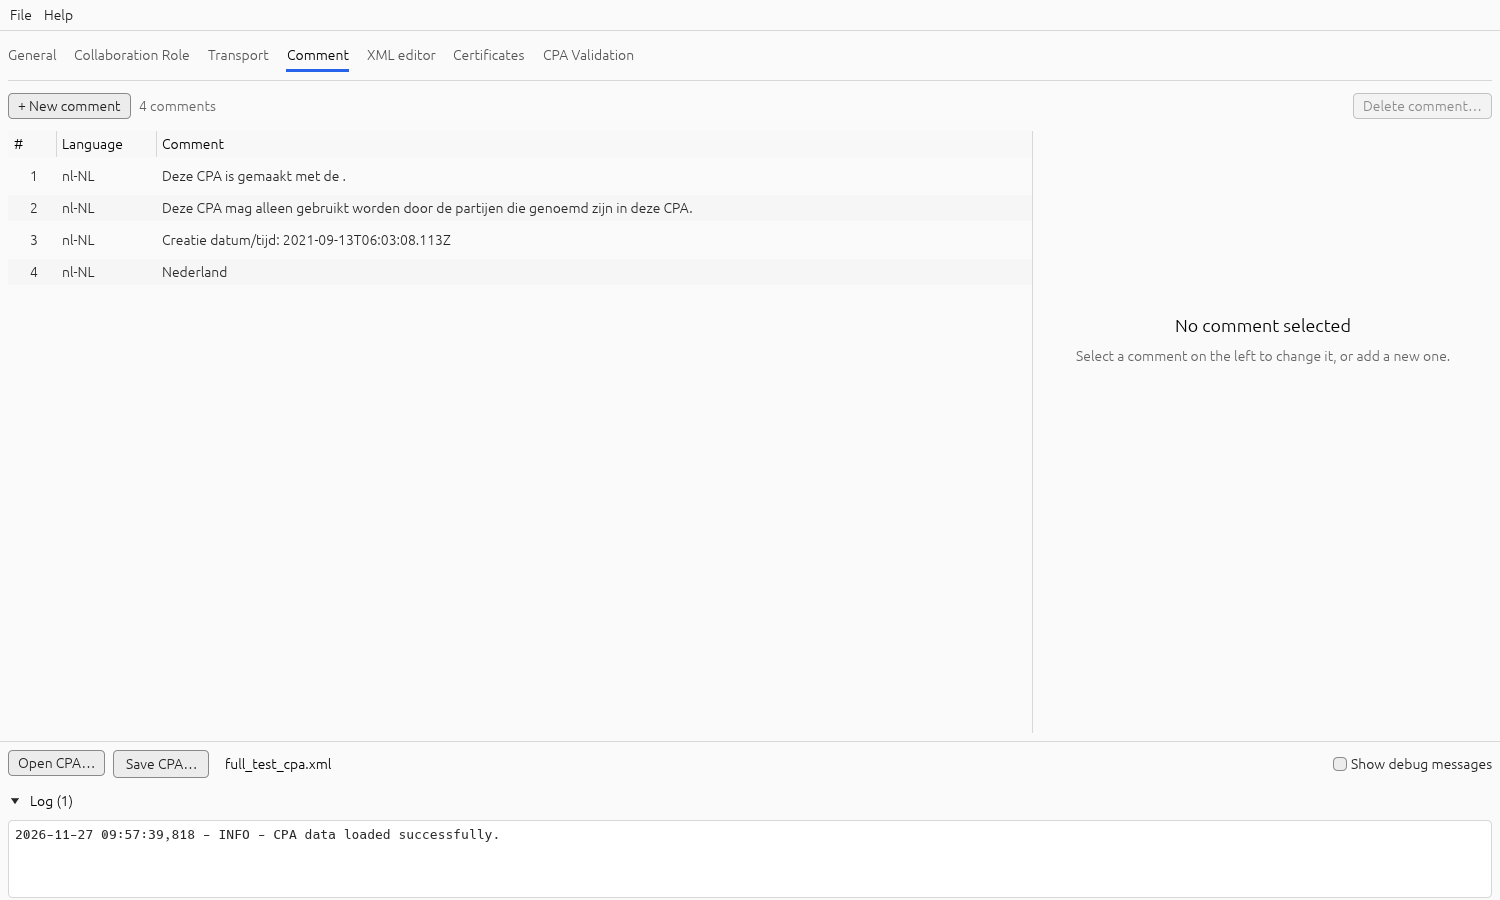 File Help
General Collaboration Role Transport Comment XML editor Certificates CPA Validation
+ New comment 4 comments Delete comment…
# Language Comment
1 nl-NL Deze CPA is gemaakt met de .
2 nl-NL Deze CPA mag alleen gebruikt worden door de partijen die genoemd zijn in deze CPA.
3 nl-NL Creatie datum/tijd: 2021-09-13T06:03:08.113Z
4 nl-NL Nederland
No comment selected
Select a comment on the left to change it, or add a new one.
Open CPA… Save CPA… full_test_cpa.xml Show debug messages
Log (1)
2026-11-27 09:57:39,818 - INFO - CPA data loaded successfully.